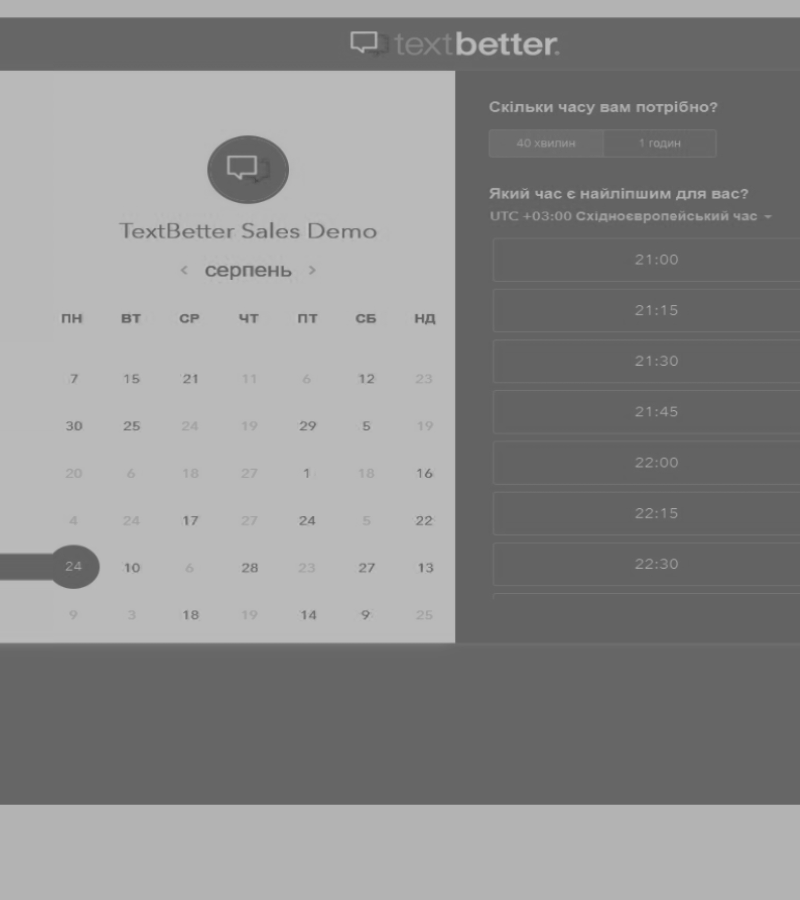 textbetter.
TextBetter Sales Demo
‹ серпень ›
ПН ВТ СР ЧТ ПТ СБ НД
7 15 21 11 6 12 23
30 25 24 19 29 5 19
20 6 18 27 1 18 16
4 24 17 27 24 5 22
24 10 6 28 23 27 13
9 3 18 19 14 9 25
Скільки часу вам потрібно?
40 хвилин 1 годин
Який час є найліпшим для вас?
UTC +03:00 Східноєвропейський час
21:00
21:15
21:30
21:45
22:00
22:15
22:30